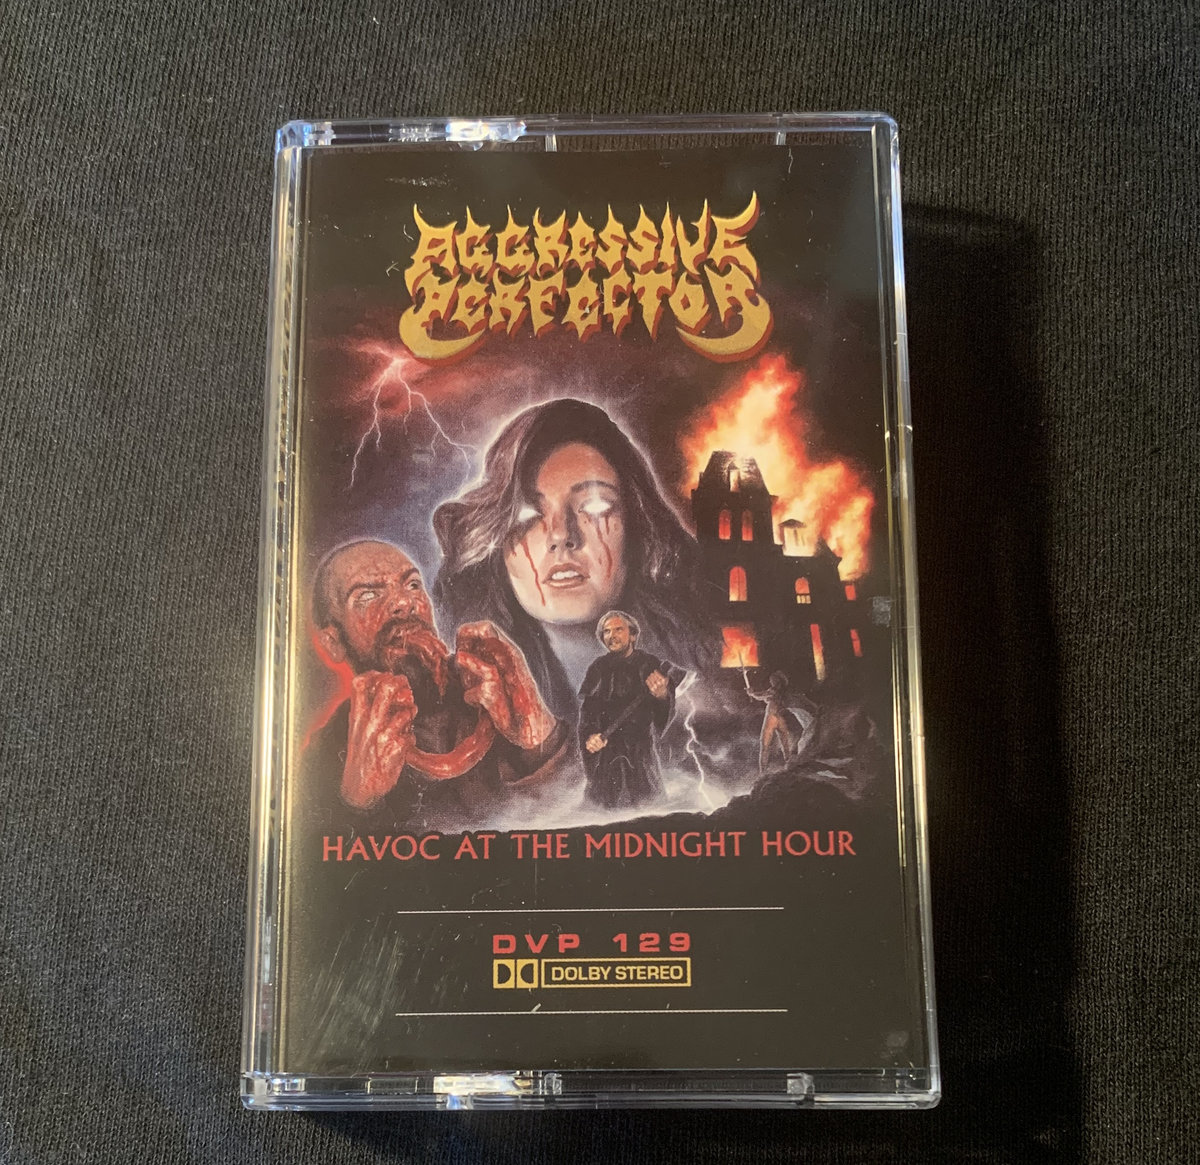 AGGRESSIVE
PERFECTOR
HAVOC AT THE MIDNIGHT HOUR
DVP 129
DOLBY STEREO